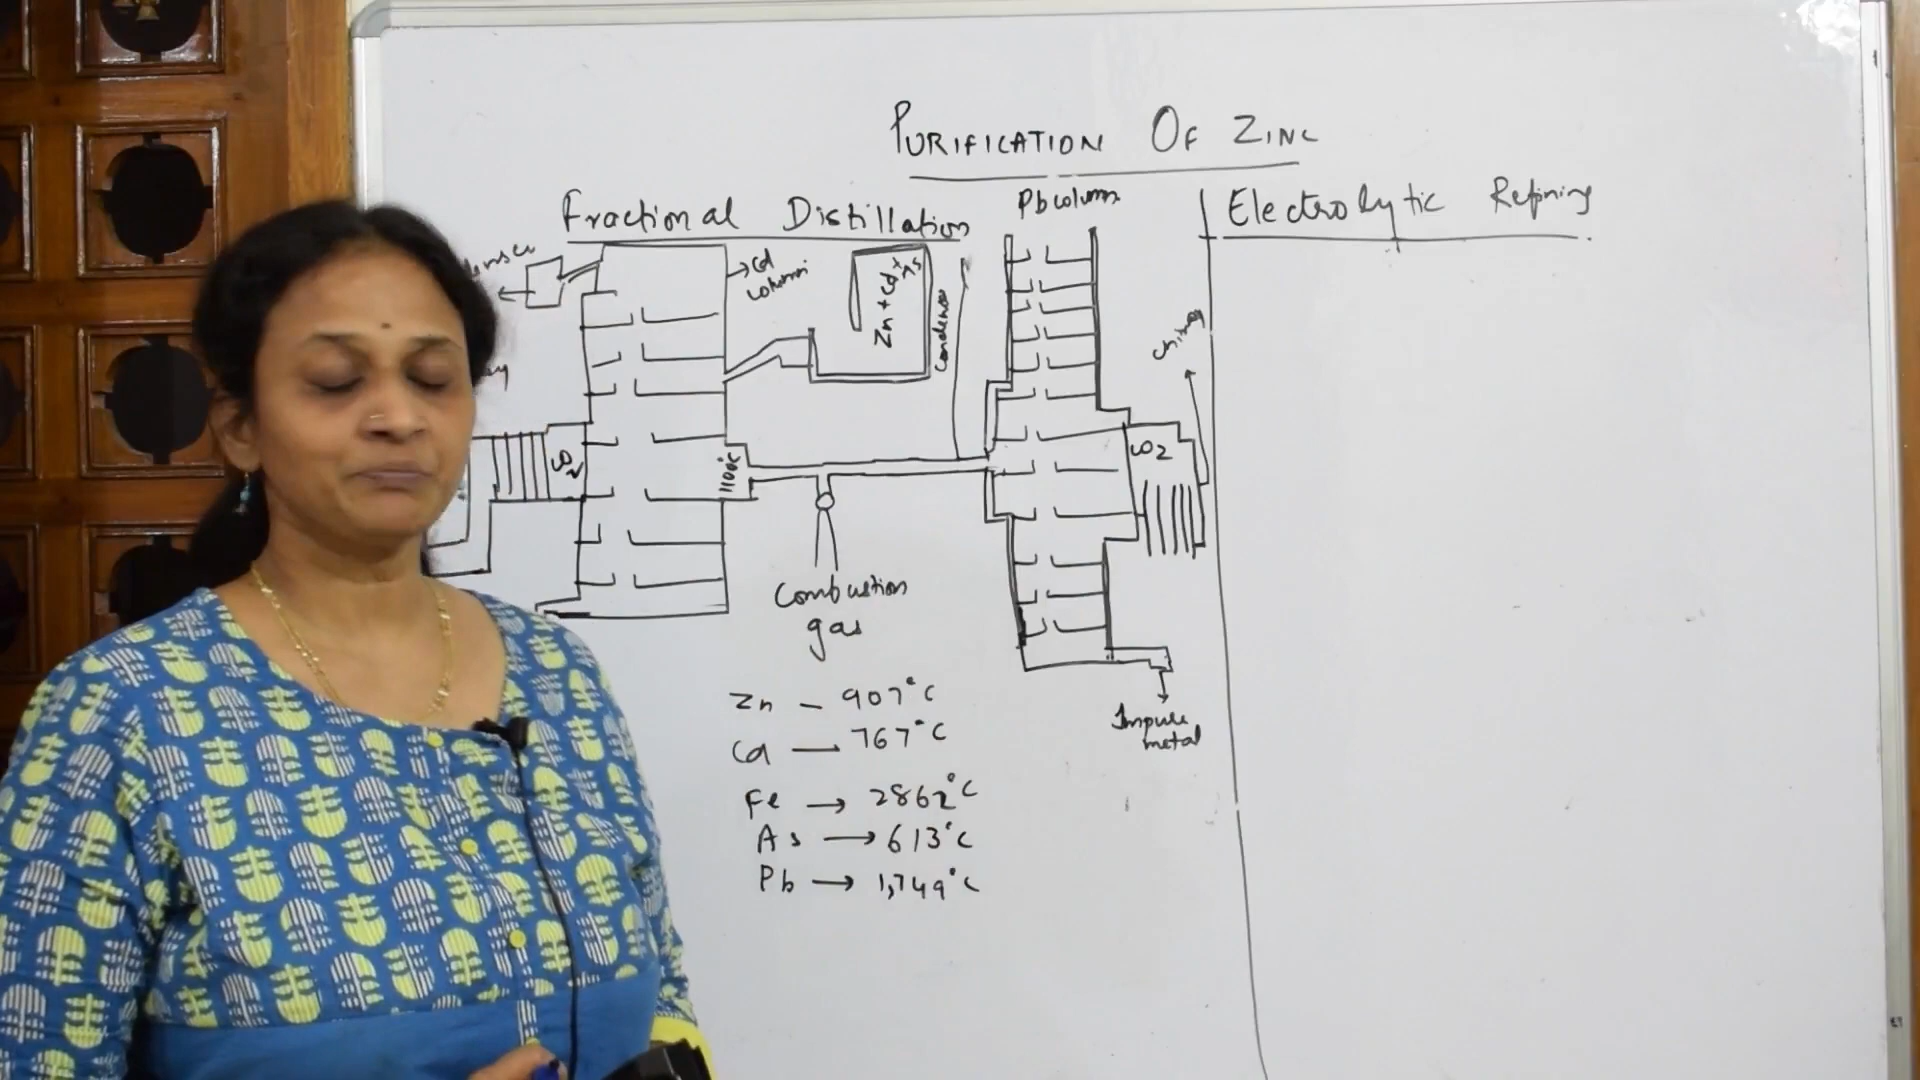 PURIFICATION OF ZINC
Fractional Distillation
Pb column
Electrolytic Refining
Cd
column
Zn + Cd + As
Condenser
Chimney
CO2
1100°C
CO2
Combustion
gas
Impure
metal
Zn – 907°C
Cd — 767°C
Fe → 2862°C
As → 613°C
Pb → 1,749°C